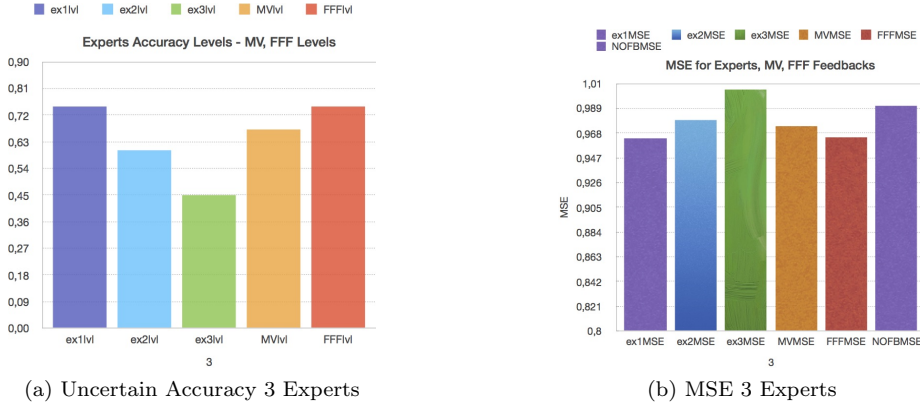 ex1lvl ex2lvl ex3lvl MVlvl FFFlvl
Experts Accuracy Levels - MV, FFF Levels
0,90
0,81
0,72
0,63
0,54
0,45
0,36
0,27
0,18
0,09
0,00
ex1lvl ex2lvl ex3lvl MVlvl FFFlvl
3
(a) Uncertain Accuracy 3 Experts
ex1MSE ex2MSE ex3MSE MVMSE FFFMSE
NOFBMSE
MSE for Experts, MV, FFF Feedbacks
MSE
1,01
0,989
0,968
0,947
0,926
0,905
0,884
0,863
0,842
0,821
0,8
ex1MSE ex2MSE ex3MSE MVMSE FFFMSE NOFBMSE
3
(b) MSE 3 Experts